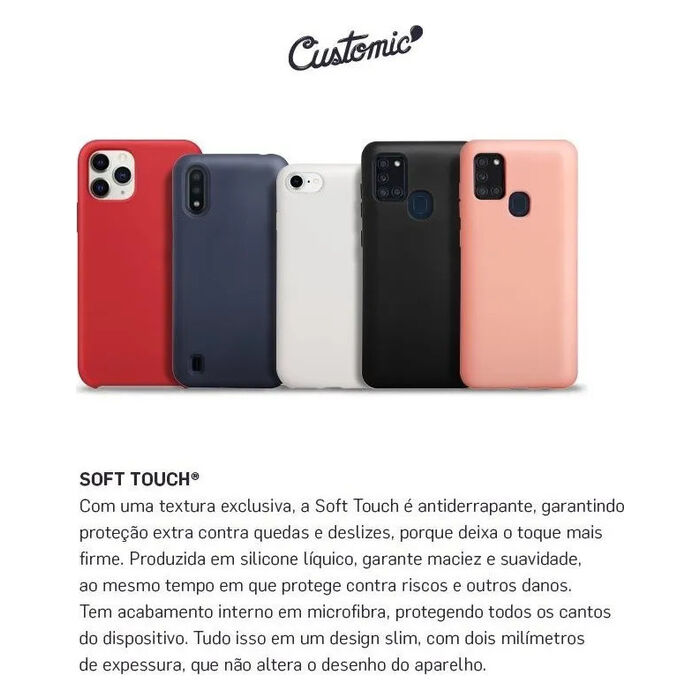 Customic
SOFT TOUCH®
Com uma textura exclusiva, a Soft Touch é antiderrapante, garantindo
proteção extra contra quedas e deslizes, porque deixa o toque mais
firme. Produzida em silicone líquico, garante maciez e suavidade,
ao mesmo tempo em que protege contra riscos e outros danos.
Tem acabamento interno em microfibra, protegendo todos os cantos
do dispositivo. Tudo isso em um design slim, com dois milímetros
de expessura, que não altera o desenho do aparelho.